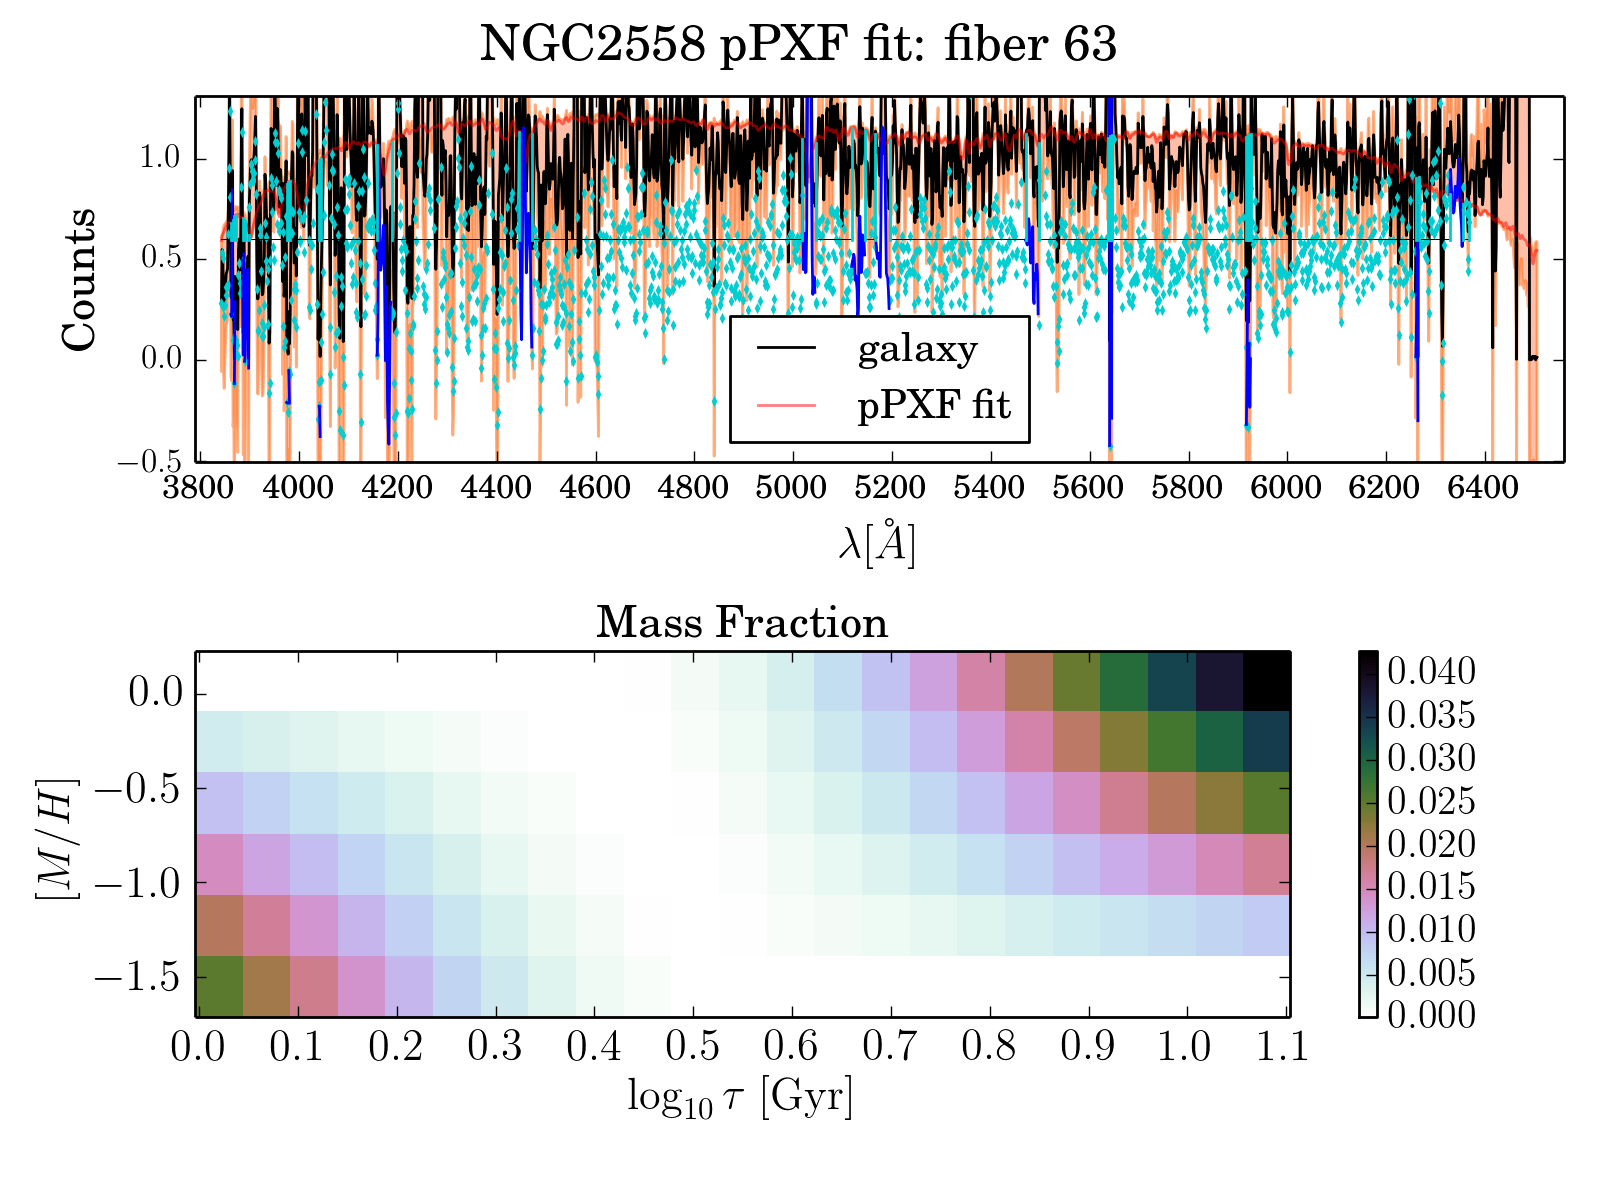 NGC2558 pPXF fit: fiber 63
Counts
1.0
0.5
0.0
−0.5
galaxy
pPXF fit
3800 4000 4200 4400 4600 4800 5000 5200 5400 5600 5800 6000 6200 6400
λ[Å]
Mass Fraction
[M/H]
0.0
−0.5
−1.0
−1.5
0.0 0.1 0.2 0.3 0.4 0.5 0.6 0.7 0.8 0.9 1.0 1.1
log₁₀ τ [Gyr]
0.040
0.035
0.030
0.025
0.020
0.015
0.010
0.005
0.000